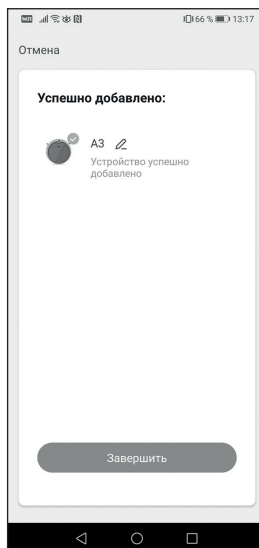 66 % 13:17
Отмена
Успешно добавлено:
A3
Устройство успешно
добавлено
Завершить